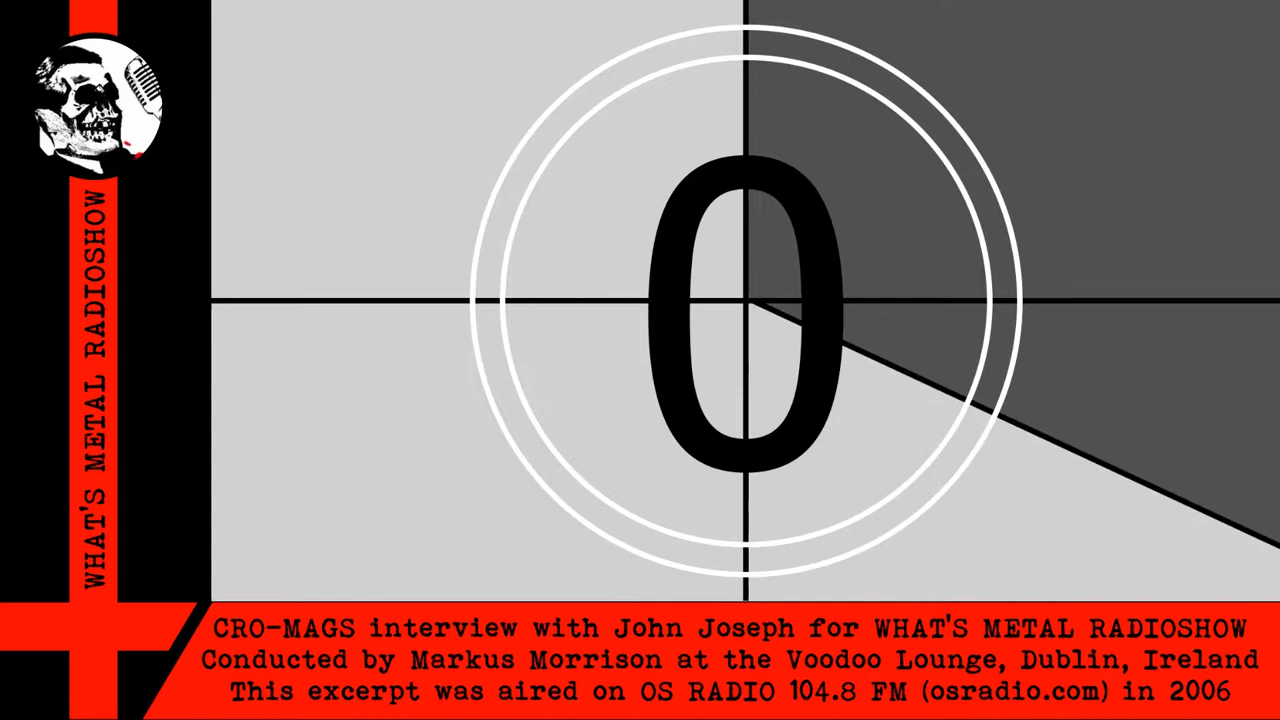 WHAT'S METAL RADIOSHOW
0
CRO-MAGS interview with John Joseph for WHAT'S METAL RADIOSHOW
Conducted by Markus Morrison at the Voodoo Lounge, Dublin, Ireland
This excerpt was aired on OS RADIO 104.8 FM (osradio.com) in 2006